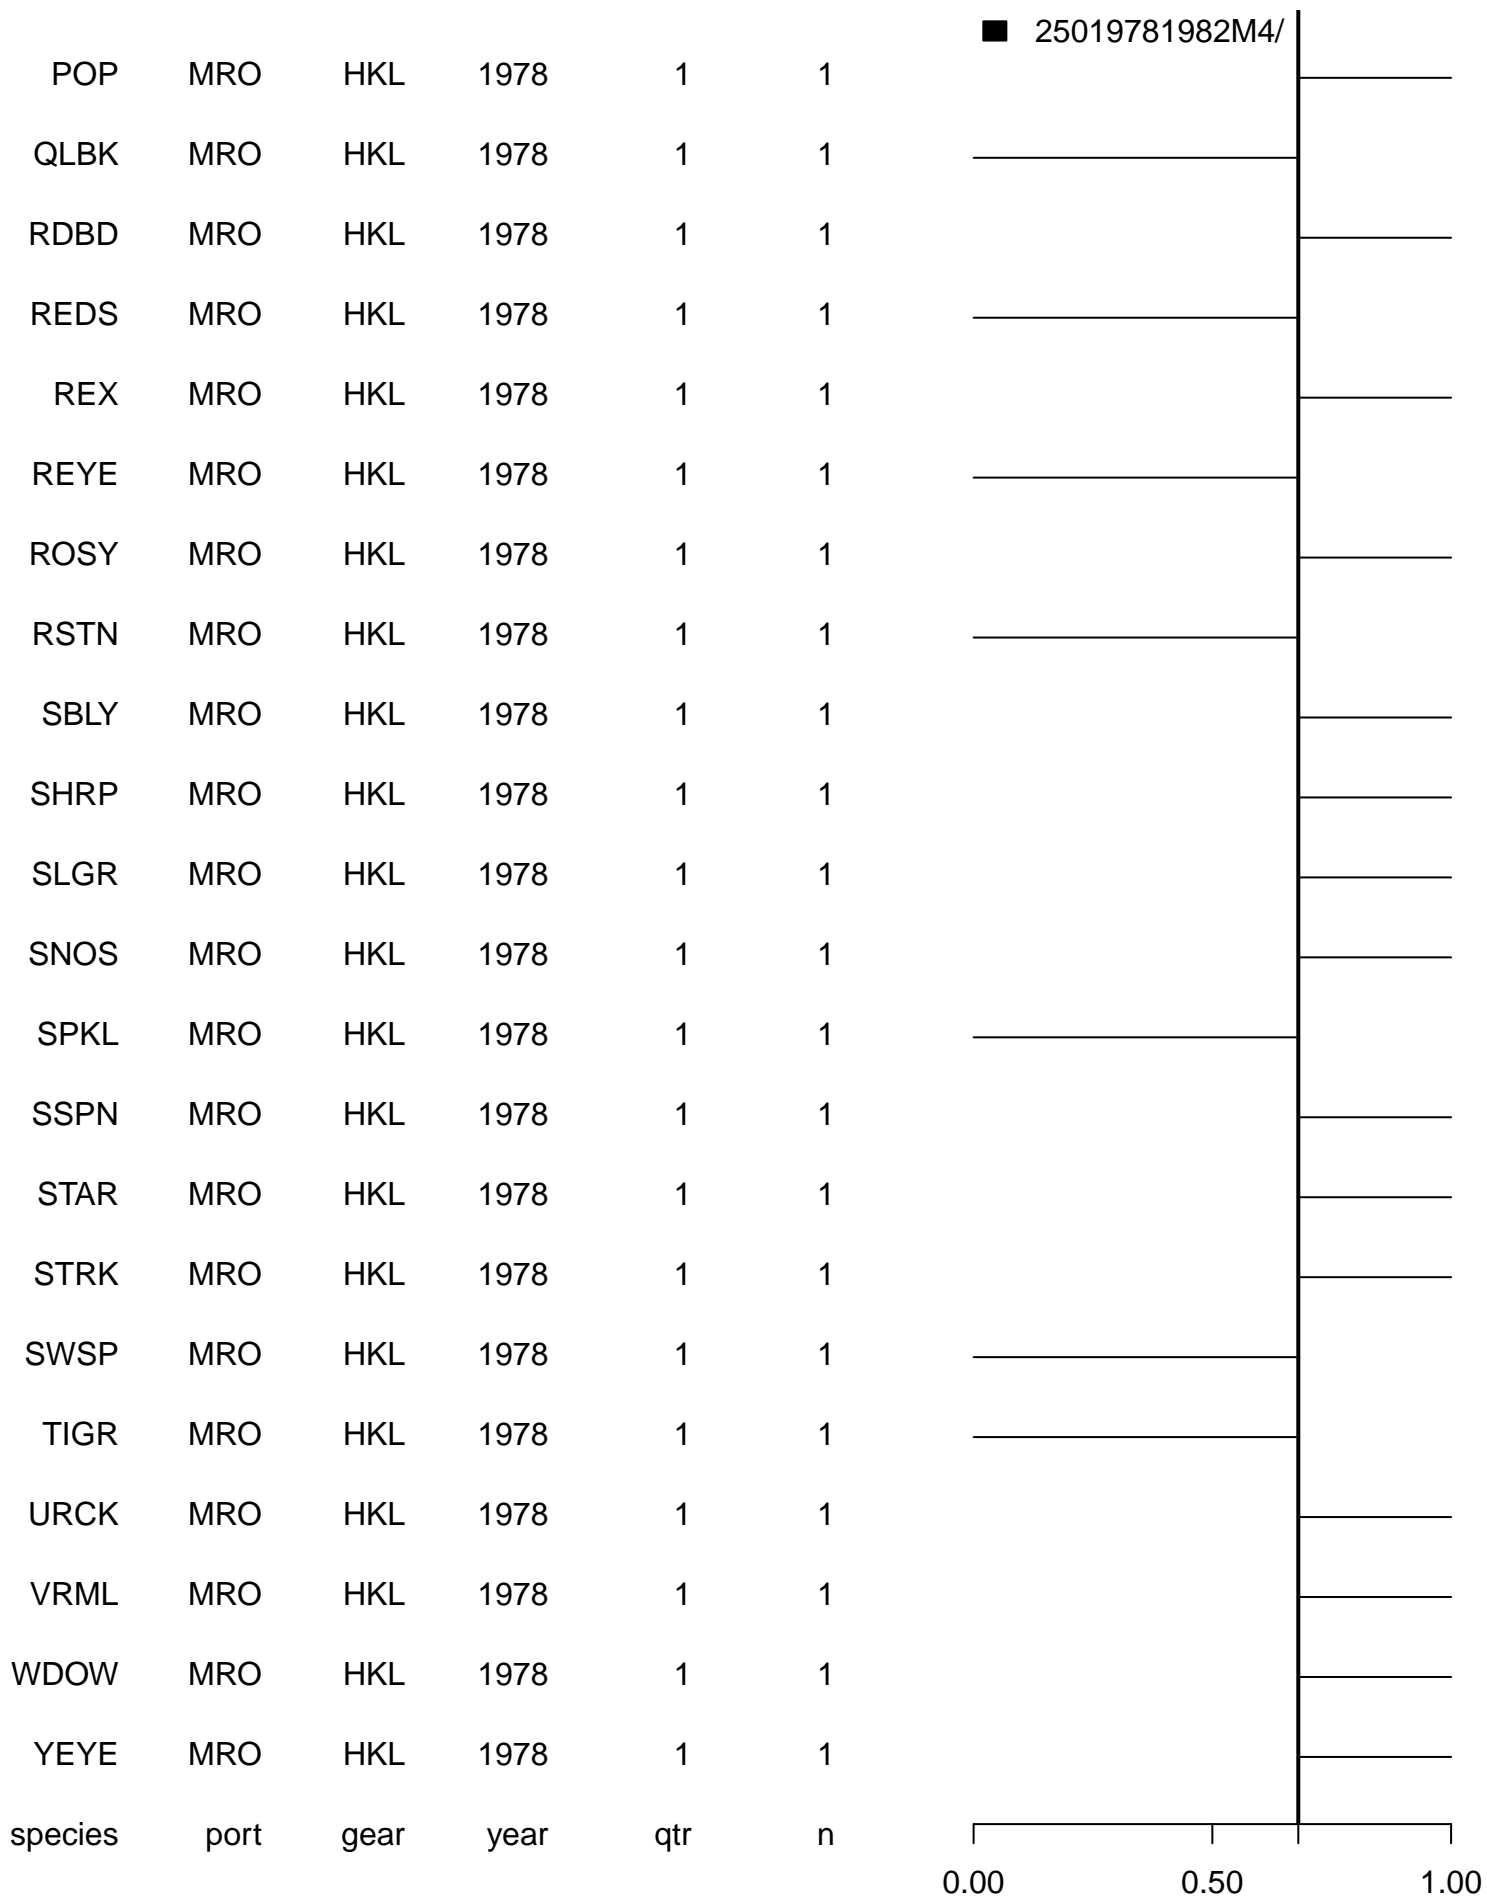 25019781982M4/
POP MRO HKL 1978 1 1
QLBK MRO HKL 1978 1 1
RDBD MRO HKL 1978 1 1
REDS MRO HKL 1978 1 1
REX MRO HKL 1978 1 1
REYE MRO HKL 1978 1 1
ROSY MRO HKL 1978 1 1
RSTN MRO HKL 1978 1 1
SBLY MRO HKL 1978 1 1
SHRP MRO HKL 1978 1 1
SLGR MRO HKL 1978 1 1
SNOS MRO HKL 1978 1 1
SPKL MRO HKL 1978 1 1
SSPN MRO HKL 1978 1 1
STAR MRO HKL 1978 1 1
STRK MRO HKL 1978 1 1
SWSP MRO HKL 1978 1 1
TIGR MRO HKL 1978 1 1
URCK MRO HKL 1978 1 1
VRML MRO HKL 1978 1 1
WDOW MRO HKL 1978 1 1
YEYE MRO HKL 1978 1 1
species port gear year qtr n
0.00 0.50 1.00